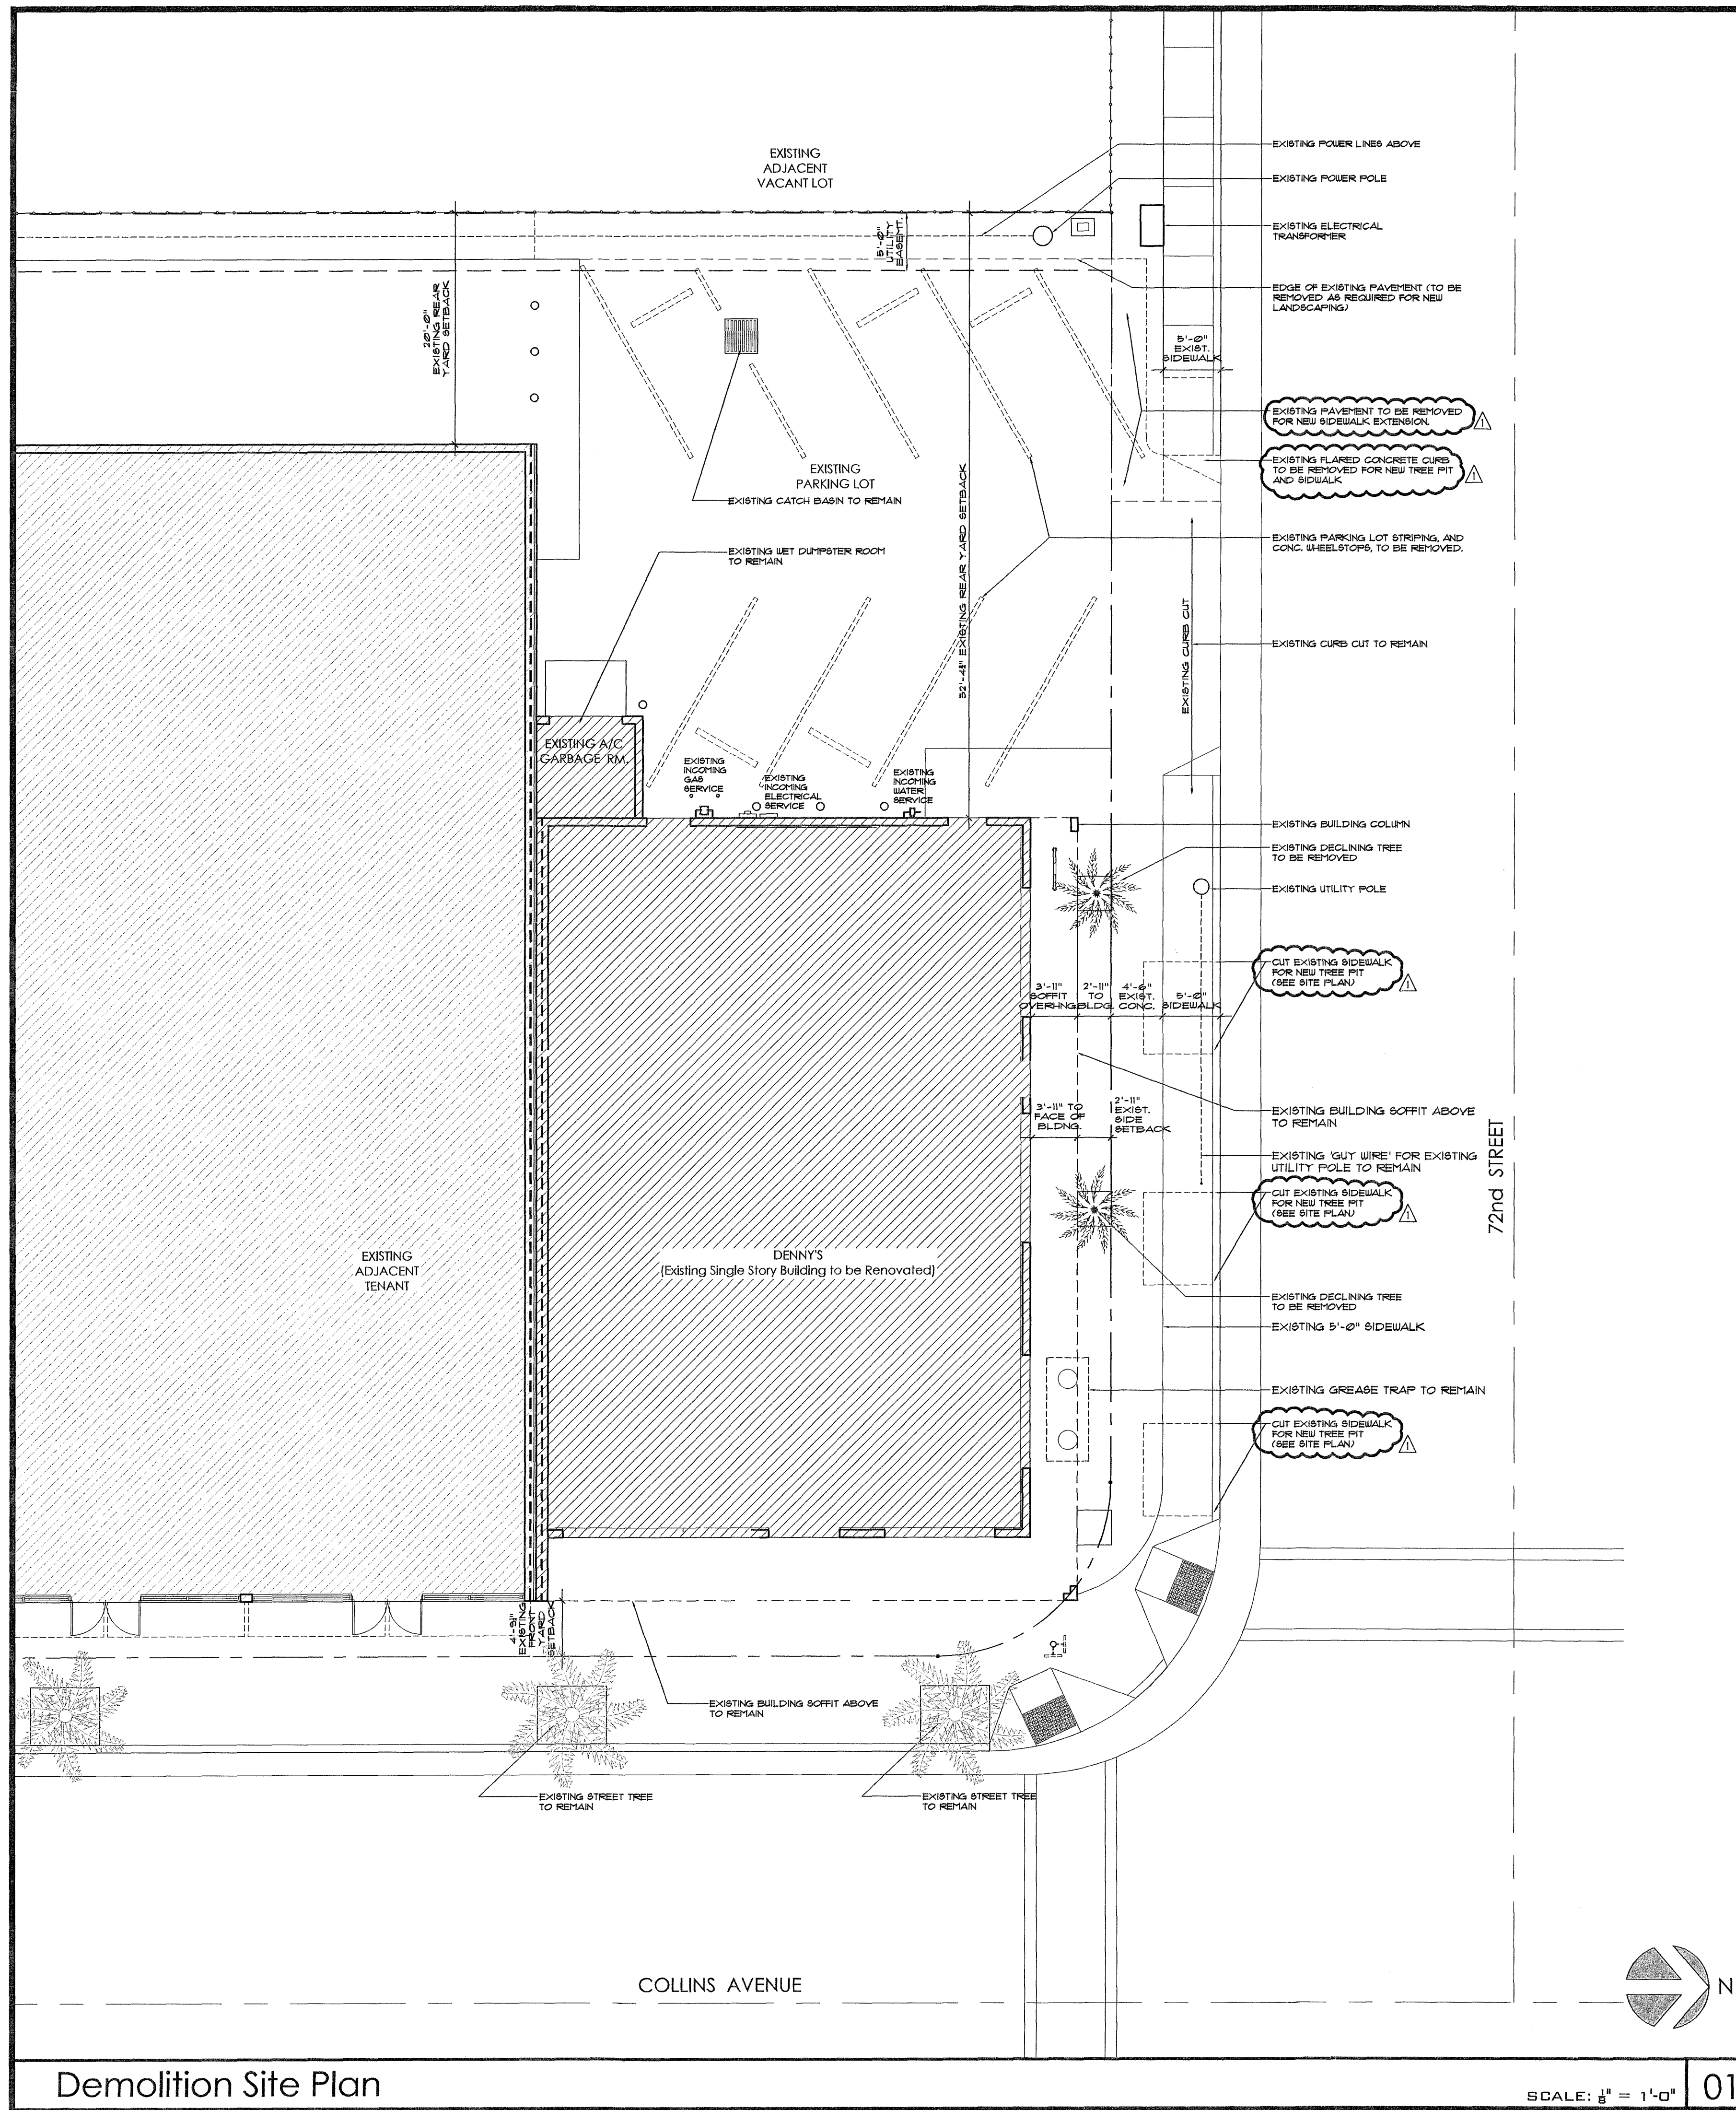 EXISTING
ADJACENT
VACANT LOT
EXISTING POWER LINES ABOVE
EXISTING POWER POLE
EXISTING ELECTRICAL
TRANSFORMER
5'-0"
UTILITY
EASEMT.
20'-0"
EXISTING REAR
YARD SETBACK
EDGE OF EXISTING PAVEMENT (TO BE
REMOVED AS REQUIRED FOR NEW
LANDSCAPING)
5'-0"
EXIST.
SIDEWALK
EXISTING PAVEMENT TO BE REMOVED
FOR NEW SIDEWALK EXTENSION.
1
EXISTING FLARED CONCRETE CURB
TO BE REMOVED FOR NEW TREE PIT
AND SIDWALK
1
EXISTING
PARKING LOT
EXISTING CATCH BASIN TO REMAIN
EXISTING WET DUMPSTER ROOM
TO REMAIN
52'-4½" EXISTING REAR YARD SETBACK
EXISTING PARKING LOT STRIPING, AND
CONC. WHEELSTOPS, TO BE REMOVED.
EXISTING CURB CUT
EXISTING CURB CUT TO REMAIN
EXISTING A/C
GARBAGE RM.
EXISTING
INCOMING
GAS
SERVICE
EXISTING
INCOMING
ELECTRICAL
SERVICE
EXISTING
INCOMING
WATER
SERVICE
EXISTING BUILDING COLUMN
EXISTING DECLINING TREE
TO BE REMOVED
EXISTING UTILITY POLE
CUT EXISTING SIDEWALK
FOR NEW TREE PIT
(SEE SITE PLAN)
1
3'-11"
SOFFIT
OVERHNG
2'-11"
TO
BLDG.
4'-6"
EXIST.
CONC.
5'-0"
SIDEWALK
3'-11" TO
FACE OF
BLDNG.
2'-11"
EXIST.
SIDE
SETBACK
EXISTING BUILDING SOFFIT ABOVE
TO REMAIN
EXISTING 'GUY WIRE' FOR EXISTING
UTILITY POLE TO REMAIN
72nd STREET
CUT EXISTING SIDEWALK
FOR NEW TREE PIT
(SEE SITE PLAN)
1
EXISTING
ADJACENT
TENANT
DENNY'S
(Existing Single Story Building to be Renovated)
EXISTING DECLINING TREE
TO BE REMOVED
EXISTING 5'-0" SIDEWALK
EXISTING GREASE TRAP TO REMAIN
CUT EXISTING SIDEWALK
FOR NEW TREE PIT
(SEE SITE PLAN)
1
EXISTING
FRONT
YARD
SETBACK
EXISTING BUILDING SOFFIT ABOVE
TO REMAIN
EXISTING STREET TREE
TO REMAIN
EXISTING STREET TREE
TO REMAIN
COLLINS AVENUE
N
Demolition Site Plan
SCALE: ⅛" = 1'-0"
01